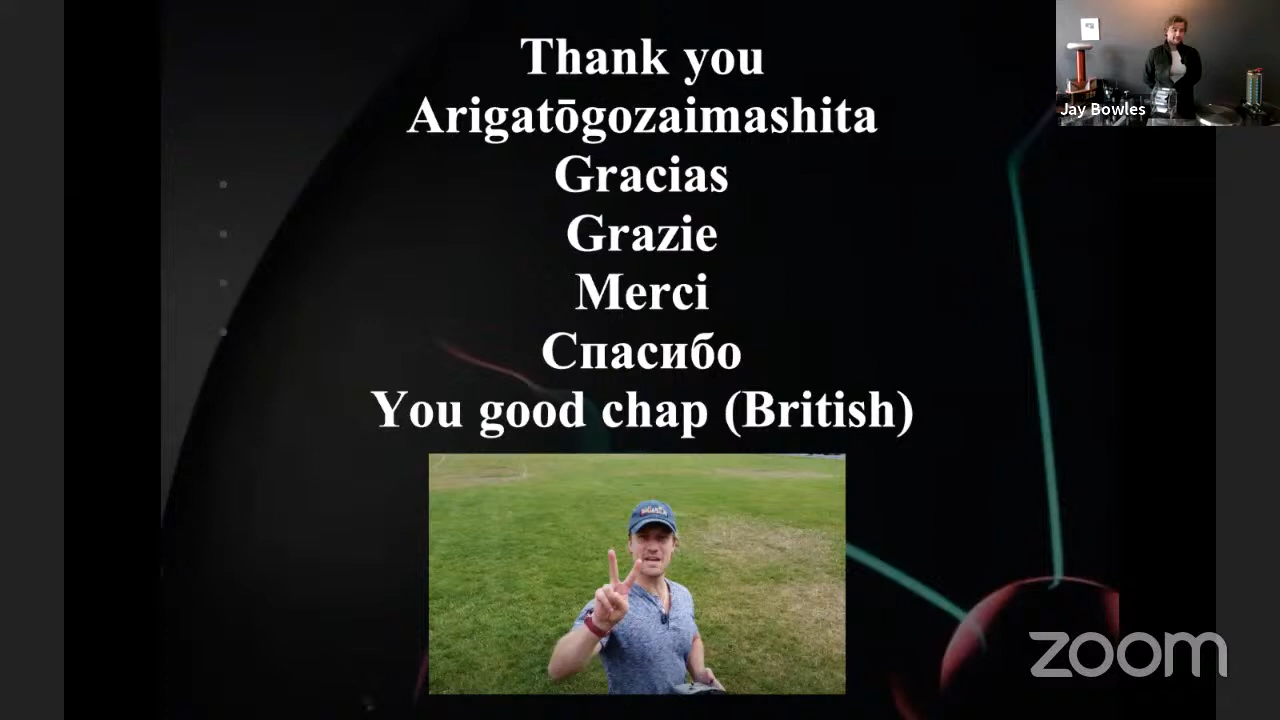 Thank you
Arigatōgozaimashita
Gracias
Grazie
Merci
Спасибо
You good chap (British)
Jay Bowles
zoom